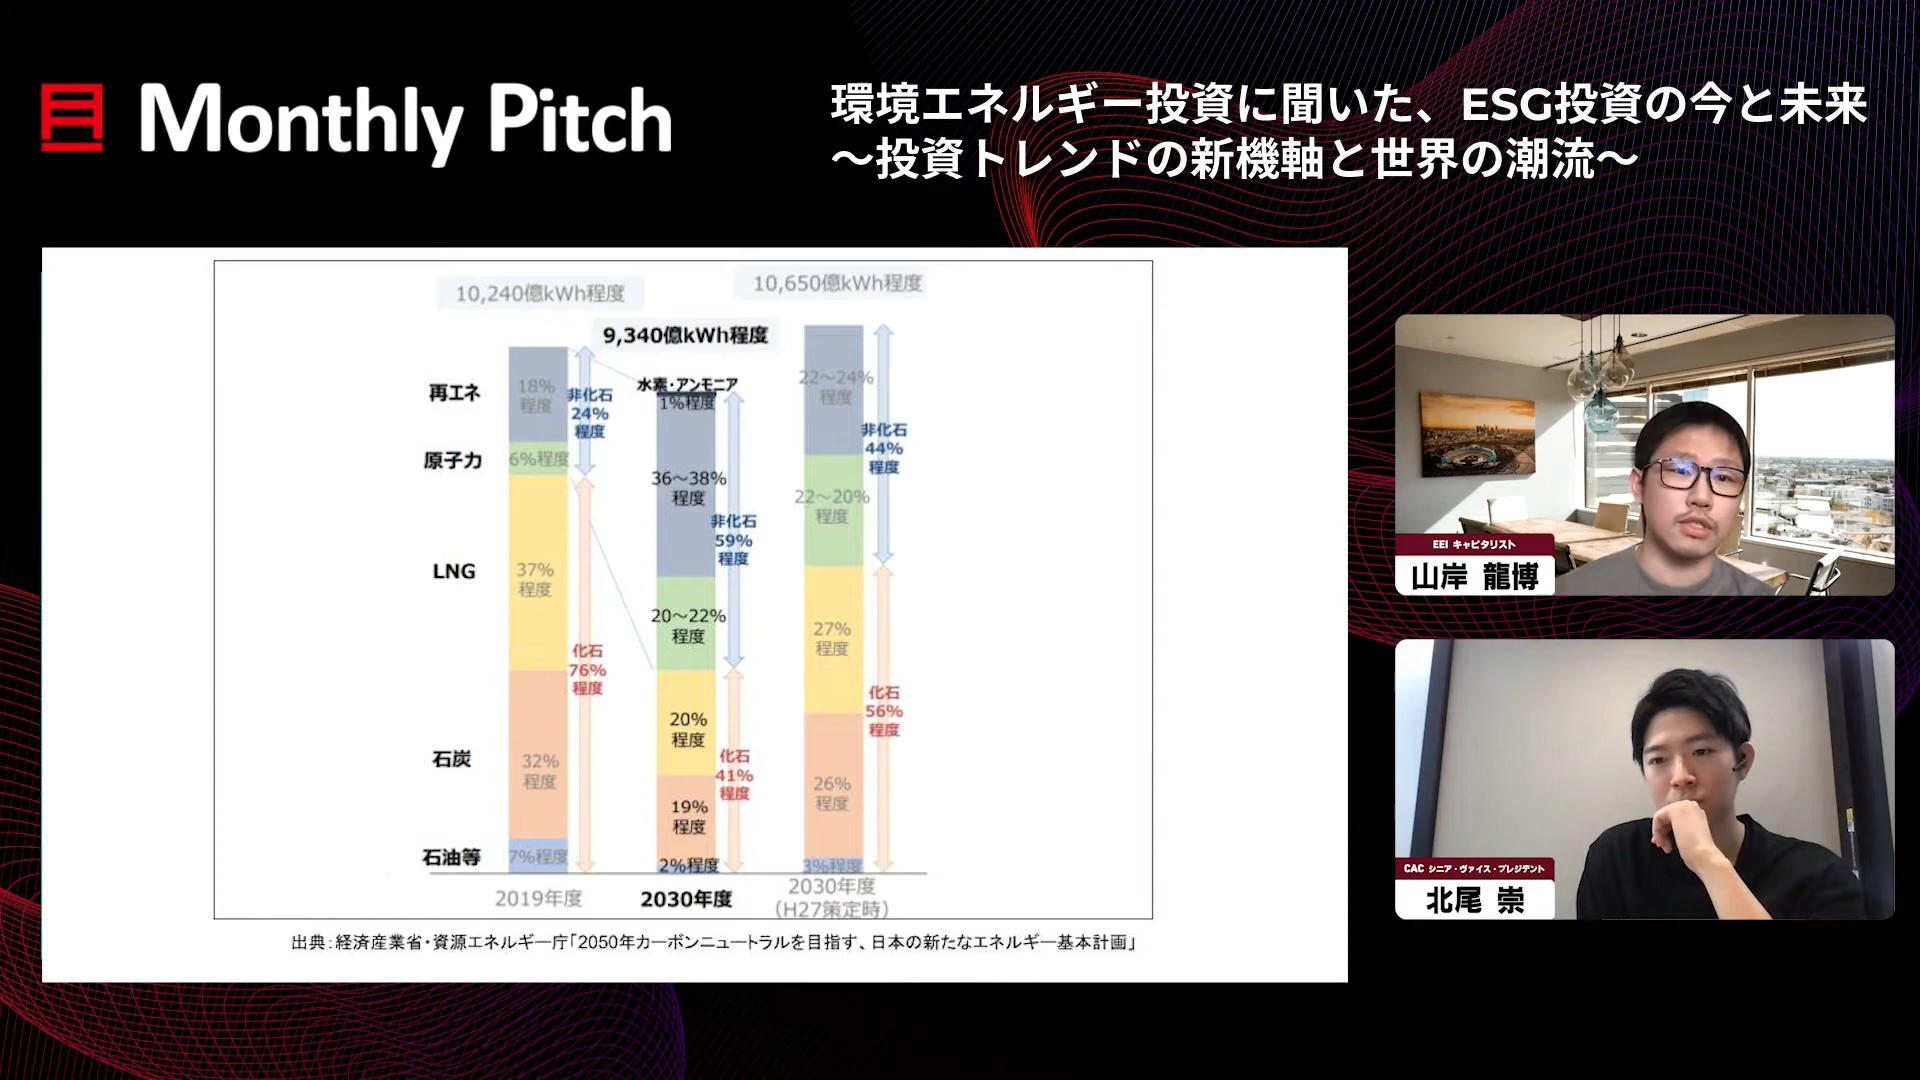 Monthly Pitch
環境エネルギー投資に聞いた、ESG投資の今と未来
～投資トレンドの新機軸と世界の潮流～
10,240億kWh程度
9,340億kWh程度
10,650億kWh程度
再エネ
原子力
LNG
石炭
石油等
18%
程度
6%程度
37%
程度
32%
程度
7%程度
非化石
24%
程度
化石
76%
程度
2019年度
水素・アンモニア
1%程度
36～38%
程度
20～22%
程度
20%
程度
19%
程度
2%程度
非化石
59%
程度
化石
41%
程度
2030年度
22～24%
程度
22～20%
程度
27%
程度
26%
程度
3%程度
非化石
44%
程度
化石
56%
程度
2030年度
（H27策定時）
出典：経済産業省・資源エネルギー庁「2050年カーボンニュートラルを目指す、日本の新たなエネルギー基本計画」
EEI キャピタリスト
山岸 龍博
CAC シニア・ヴァイス・プレジデント
北尾 崇